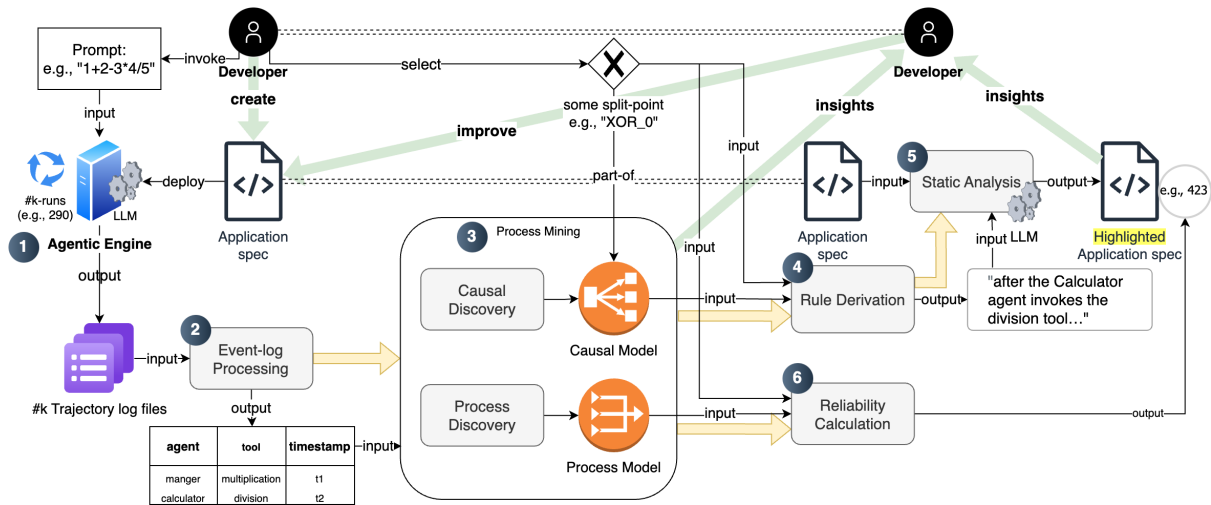 Prompt:
e.g., "1+2-3*4/5"
invoke
Developer
create
select
some split-point
e.g., "XOR_0"
Developer
insights
insights
improve
input
#k-runs
(e.g., 290)
LLM
deploy
Application
spec
part-of
input
Application
spec
input
5
Static Analysis
LLM
output
e.g., 423
Highlighted
Application spec
1
Agentic Engine
output
3
Process Mining
input
input
4
Rule Derivation
output
"after the Calculator
agent invokes the
division tool..."
Causal
Discovery
Causal Model
input
2
Event-log
Processing
input
#k Trajectory log files
output
Process
Discovery
Process Model
input
6
Reliability
Calculation
output
agent
tool
timestamp
manger
multiplication
t1
calculator
division
t2
input